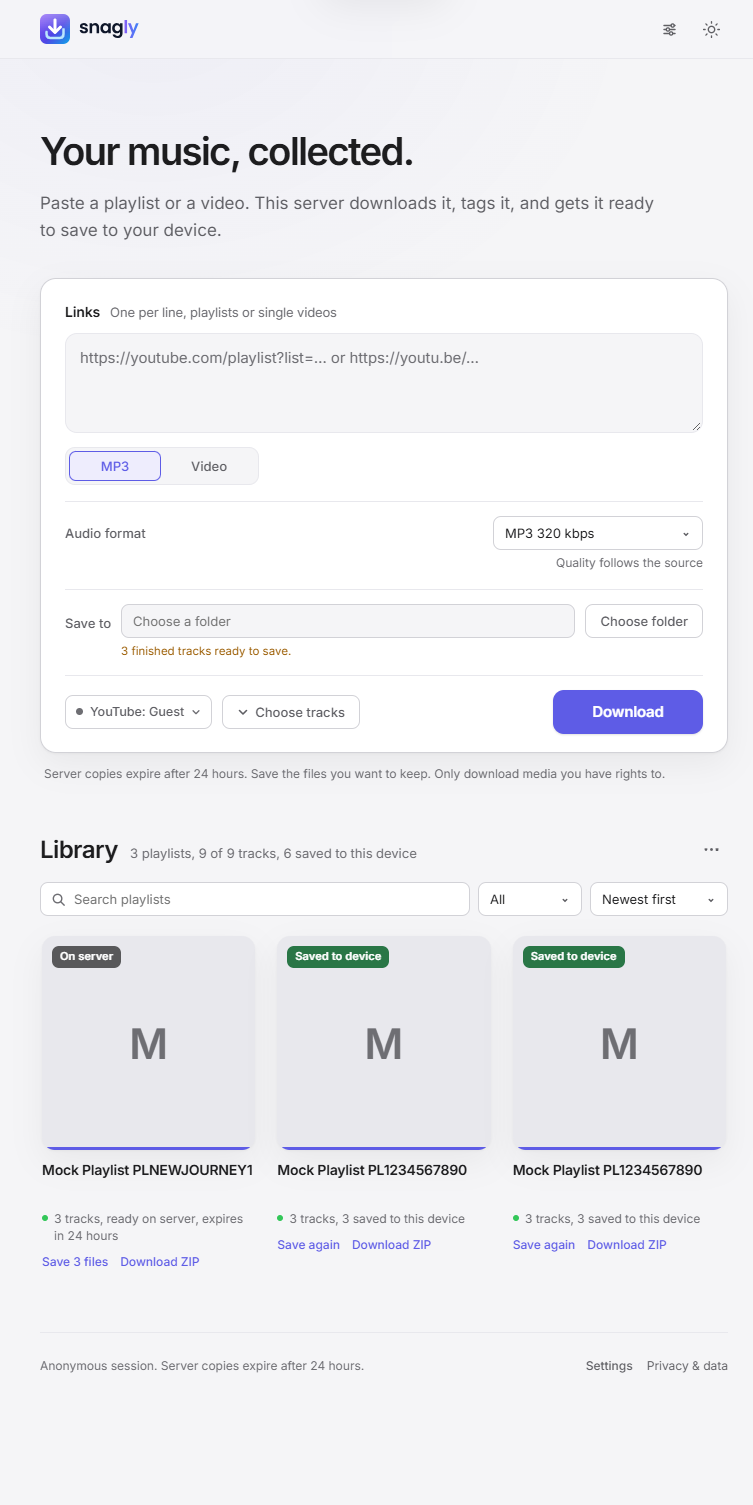 snagly
Your music, collected.
Paste a playlist or a video. This server downloads it, tags it, and gets it ready
to save to your device.
Links One per line, playlists or single videos
https://youtube.com/playlist?list=… or https://youtu.be/…
MP3 Video
Audio format MP3 320 kbps
Quality follows the source
Save to Choose a folder Choose folder
3 finished tracks ready to save.
YouTube: Guest Choose tracks Download
Server copies expire after 24 hours. Save the files you want to keep. Only download media you have rights to.
Library 3 playlists, 9 of 9 tracks, 6 saved to this device
Search playlists All Newest first
On server Saved to device Saved to device
M M M
Mock Playlist PLNEWJOURNEY1 Mock Playlist PL1234567890 Mock Playlist PL1234567890
3 tracks, ready on server, expires
in 24 hours
Save 3 files Download ZIP
3 tracks, 3 saved to this device
Save again Download ZIP
3 tracks, 3 saved to this device
Save again Download ZIP
Anonymous session. Server copies expire after 24 hours. Settings Privacy & data